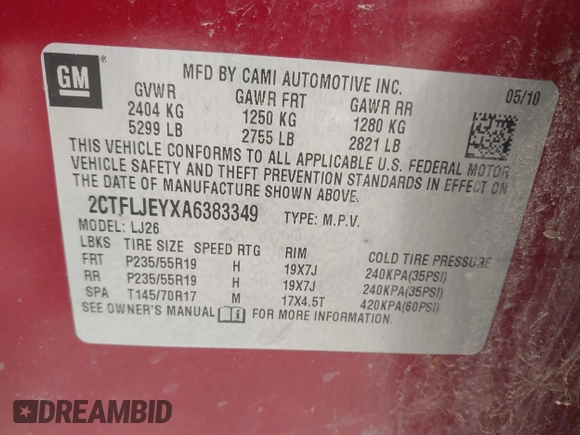 GM
®
MFD BY CAMI AUTOMOTIVE INC.
05/10
GVWR GAWR FRT GAWR RR
2404 KG 1250 KG 1280 KG
5299 LB 2755 LB 2821 LB
THIS VEHICLE CONFORMS TO ALL APPLICABLE U.S. FEDERAL MOTOR
VEHICLE SAFETY AND THEFT PREVENTION STANDARDS IN EFFECT ON
THE DATE OF MANUFACTURE SHOWN ABOVE.
2CTFLJEYXA6383349 TYPE: M.P.V.
MODEL: LJ26
LBKS TIRE SIZE SPEED RTG RIM COLD TIRE PRESSURE
FRT P235/55R19 H 19X7J 240KPA(35PSI)
RR P235/55R19 H 19X7J 240KPA(35PSI)
SPA T145/70R17 M 17X4.5T 420KPA(60PSI)
SEE OWNER'S MANUAL FOR MORE INFORMATION.
DREAMBID